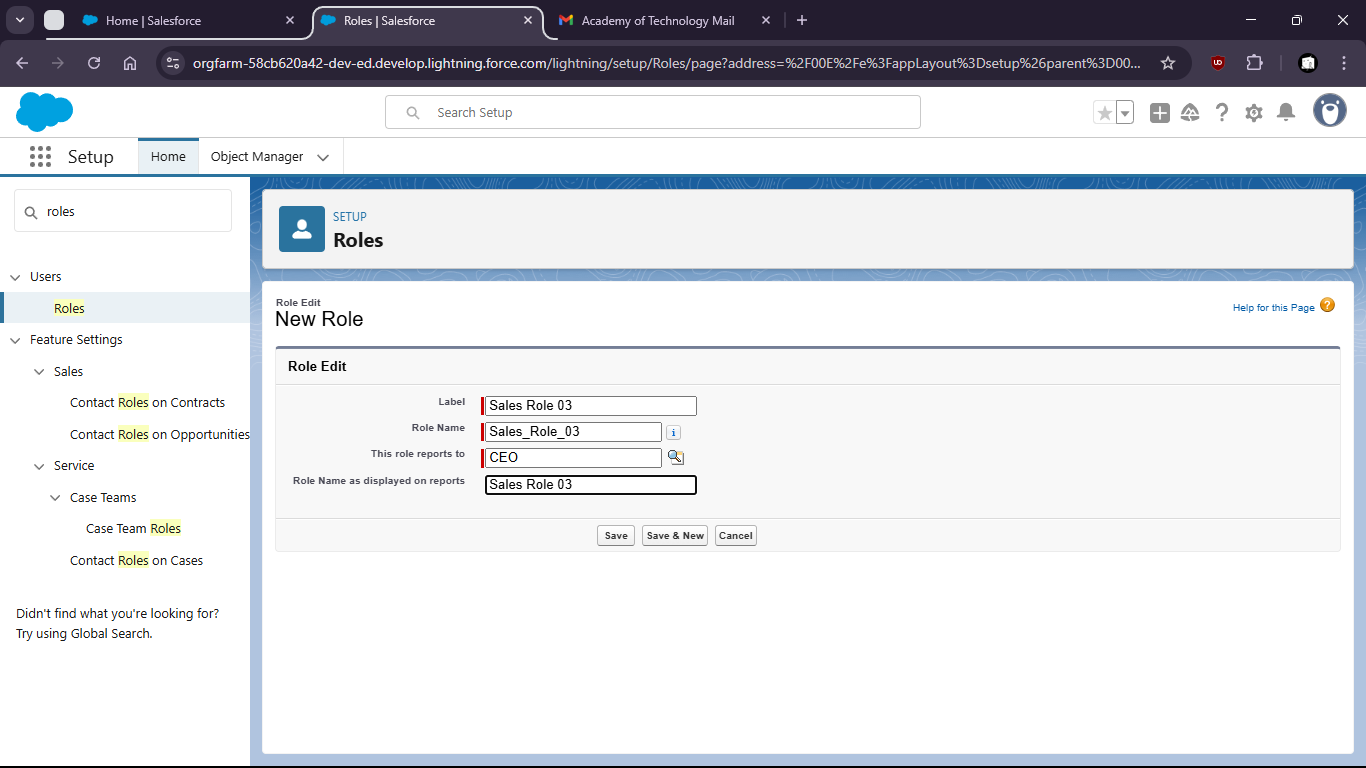 Home | Salesforce
Roles | Salesforce
Academy of Technology Mail
orgfarm-58cb620a42-dev-ed.develop.lightning.force.com/lightning/setup/Roles/page?address=%2F00E%2Fe%3FappLayout%3Dsetup%26parent%3D00...
Search Setup
Setup
Home
Object Manager
roles
Users
Roles
Feature Settings
Sales
Contact Roles on Contracts
Contact Roles on Opportunities
Service
Case Teams
Case Team Roles
Contact Roles on Cases
Didn't find what you're looking for?
Try using Global Search.
SETUP
Roles
Role Edit
New Role
Help for this Page ?
Role Edit
Label Sales Role 03
Role Name Sales_Role_03 i
This role reports to CEO
Role Name as displayed on reports Sales Role 03
Save Save & New Cancel